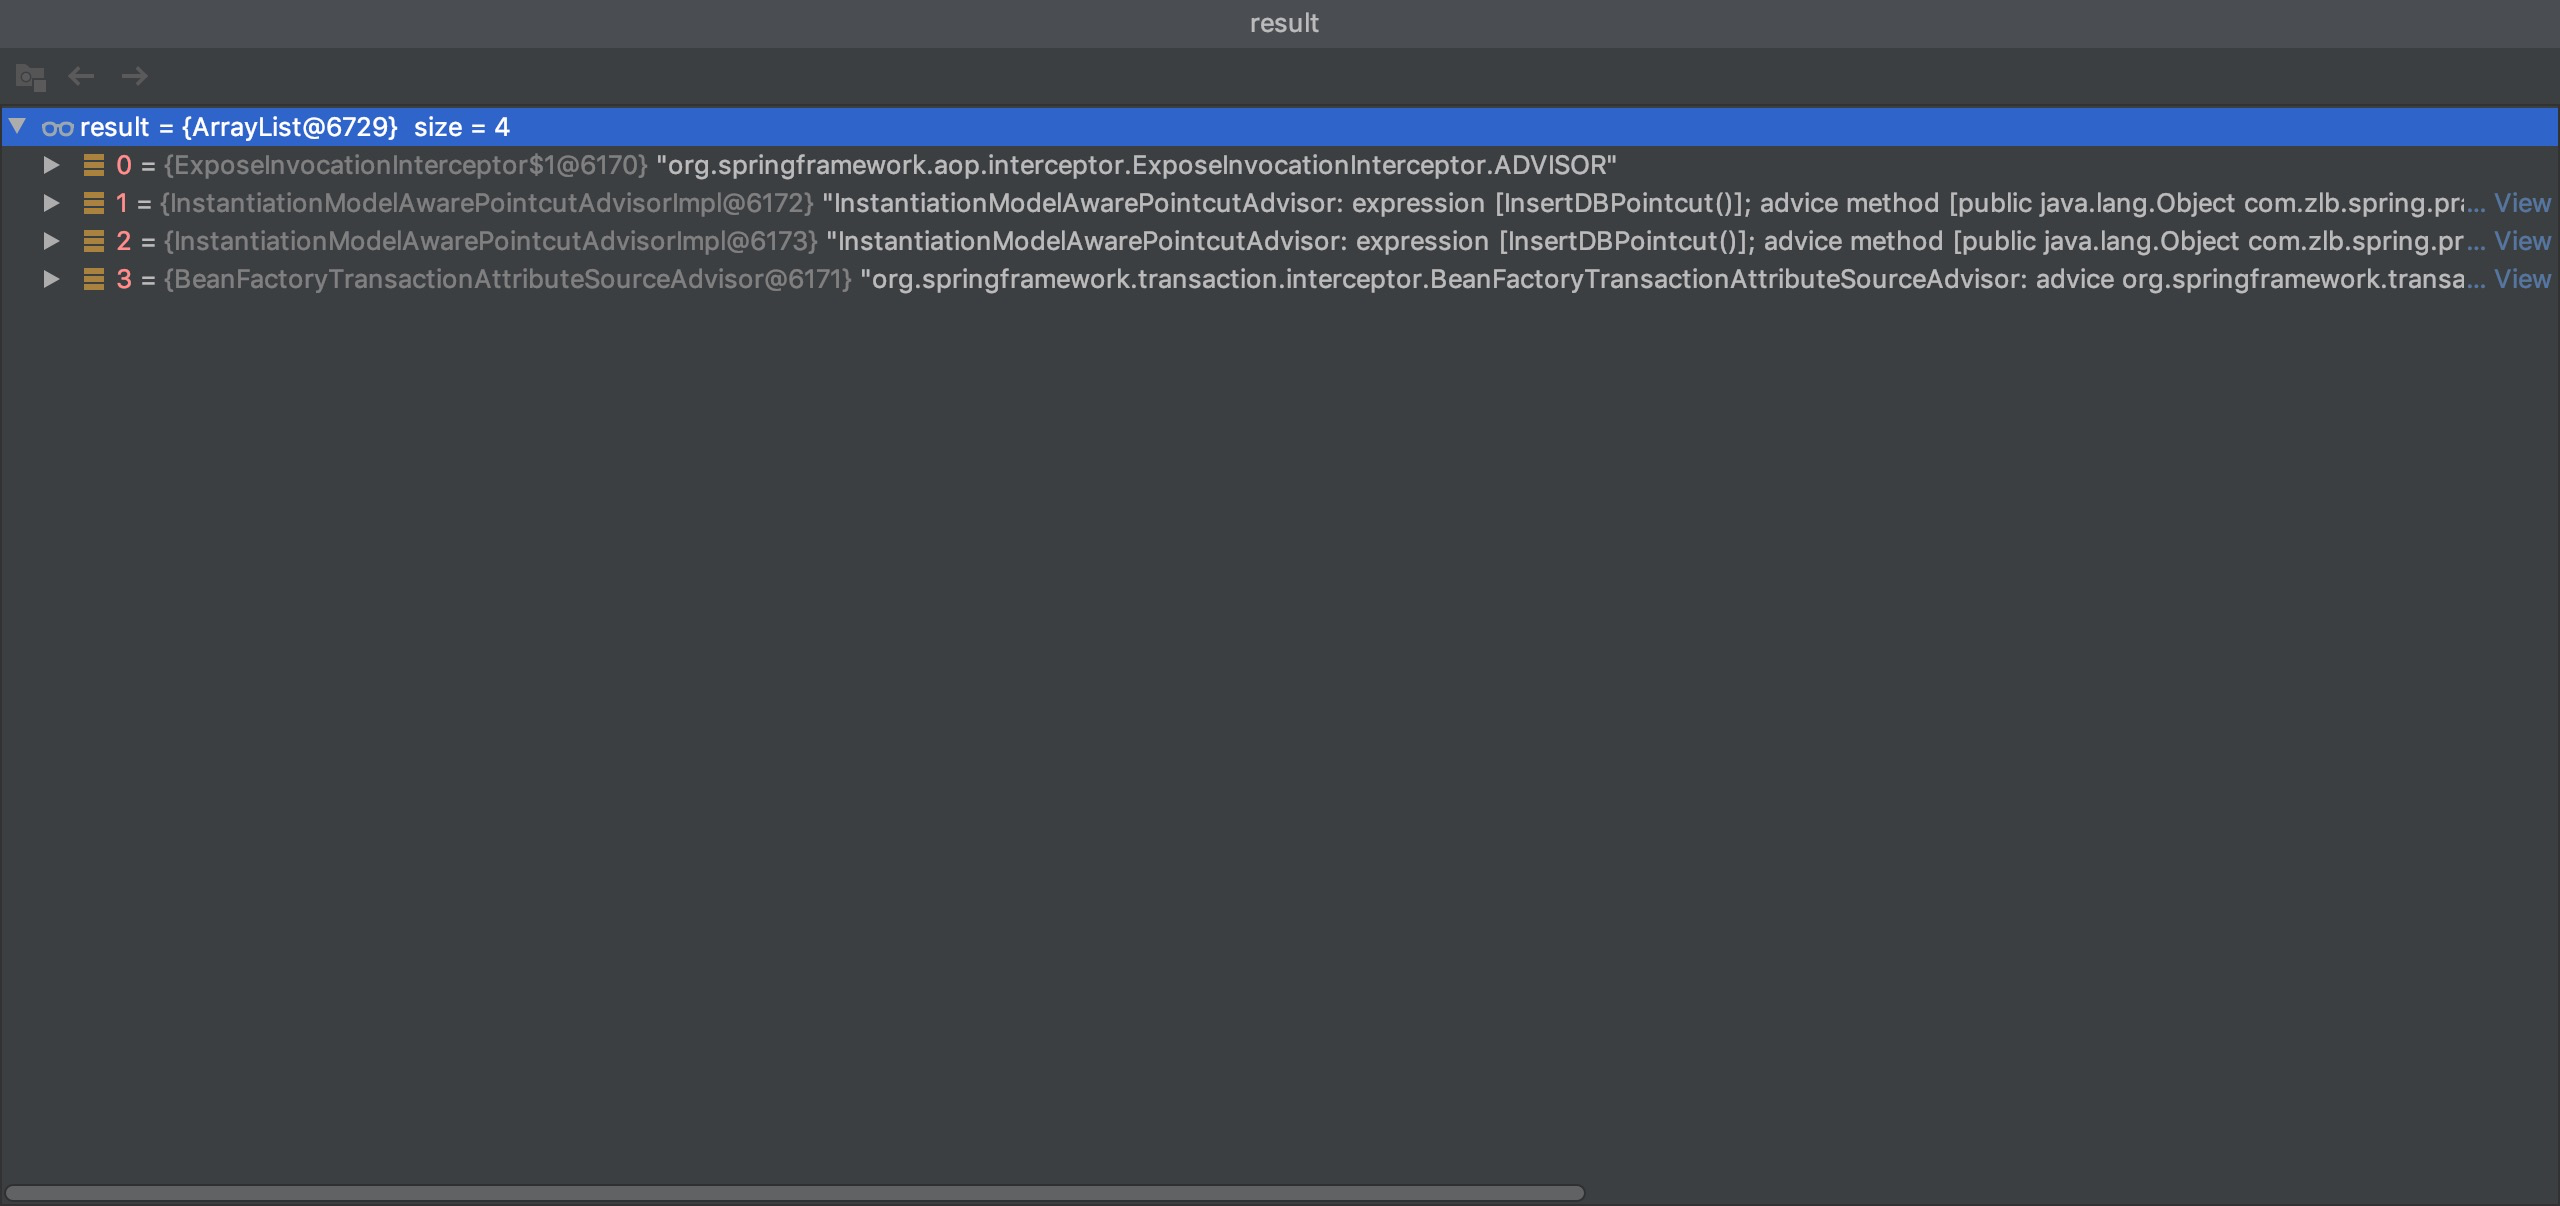 result
result = {ArrayList@6729} size = 4
0 = {ExposeInvocationInterceptor$1@6170} "org.springframework.aop.interceptor.ExposeInvocationInterceptor.ADVISOR"
1 = {InstantiationModelAwarePointcutAdvisorImpl@6172} "InstantiationModelAwarePointcutAdvisor: expression [InsertDBPointcut()]; advice method [public java.lang.Object com.zlb.spring.pra... View
2 = {InstantiationModelAwarePointcutAdvisorImpl@6173} "InstantiationModelAwarePointcutAdvisor: expression [InsertDBPointcut()]; advice method [public java.lang.Object com.zlb.spring.pr... View
3 = {BeanFactoryTransactionAttributeSourceAdvisor@6171} "org.springframework.transaction.interceptor.BeanFactoryTransactionAttributeSourceAdvisor: advice org.springframework.transa... View